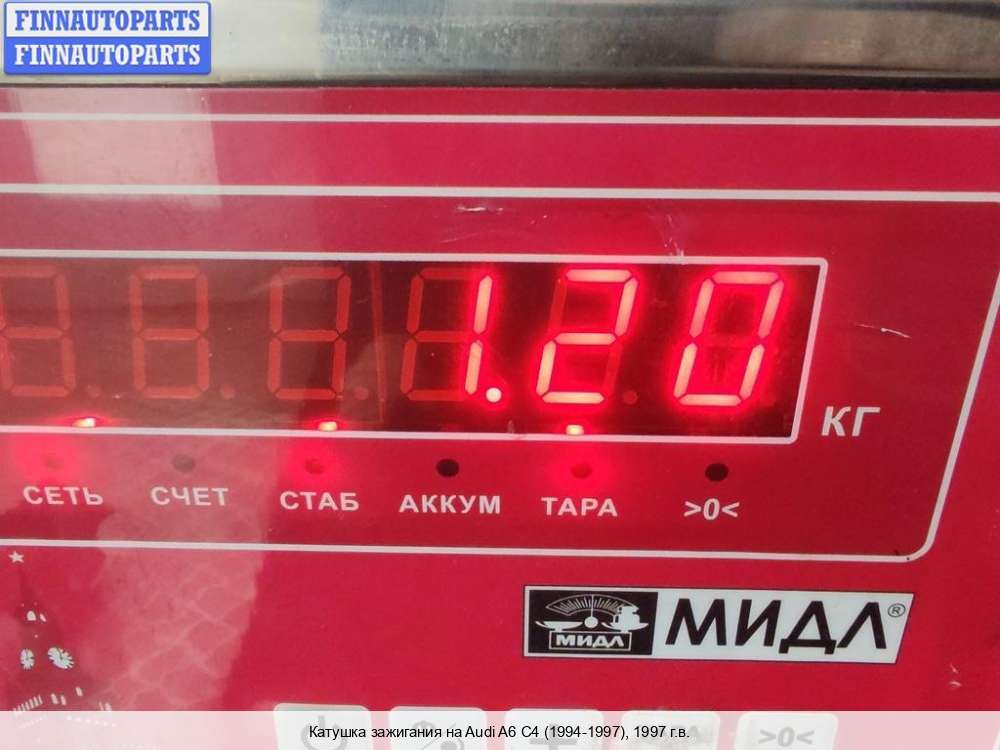 FINNAUTOPARTS
FINNAUTOPARTS
1.20 КГ
СЕТЬ СЧЕТ СТАБ АККУМ ТАРА >0<
МИДЛ МИДЛ®
>0<
Катушка зажигания на Audi A6 C4 (1994-1997), 1997 г.в.